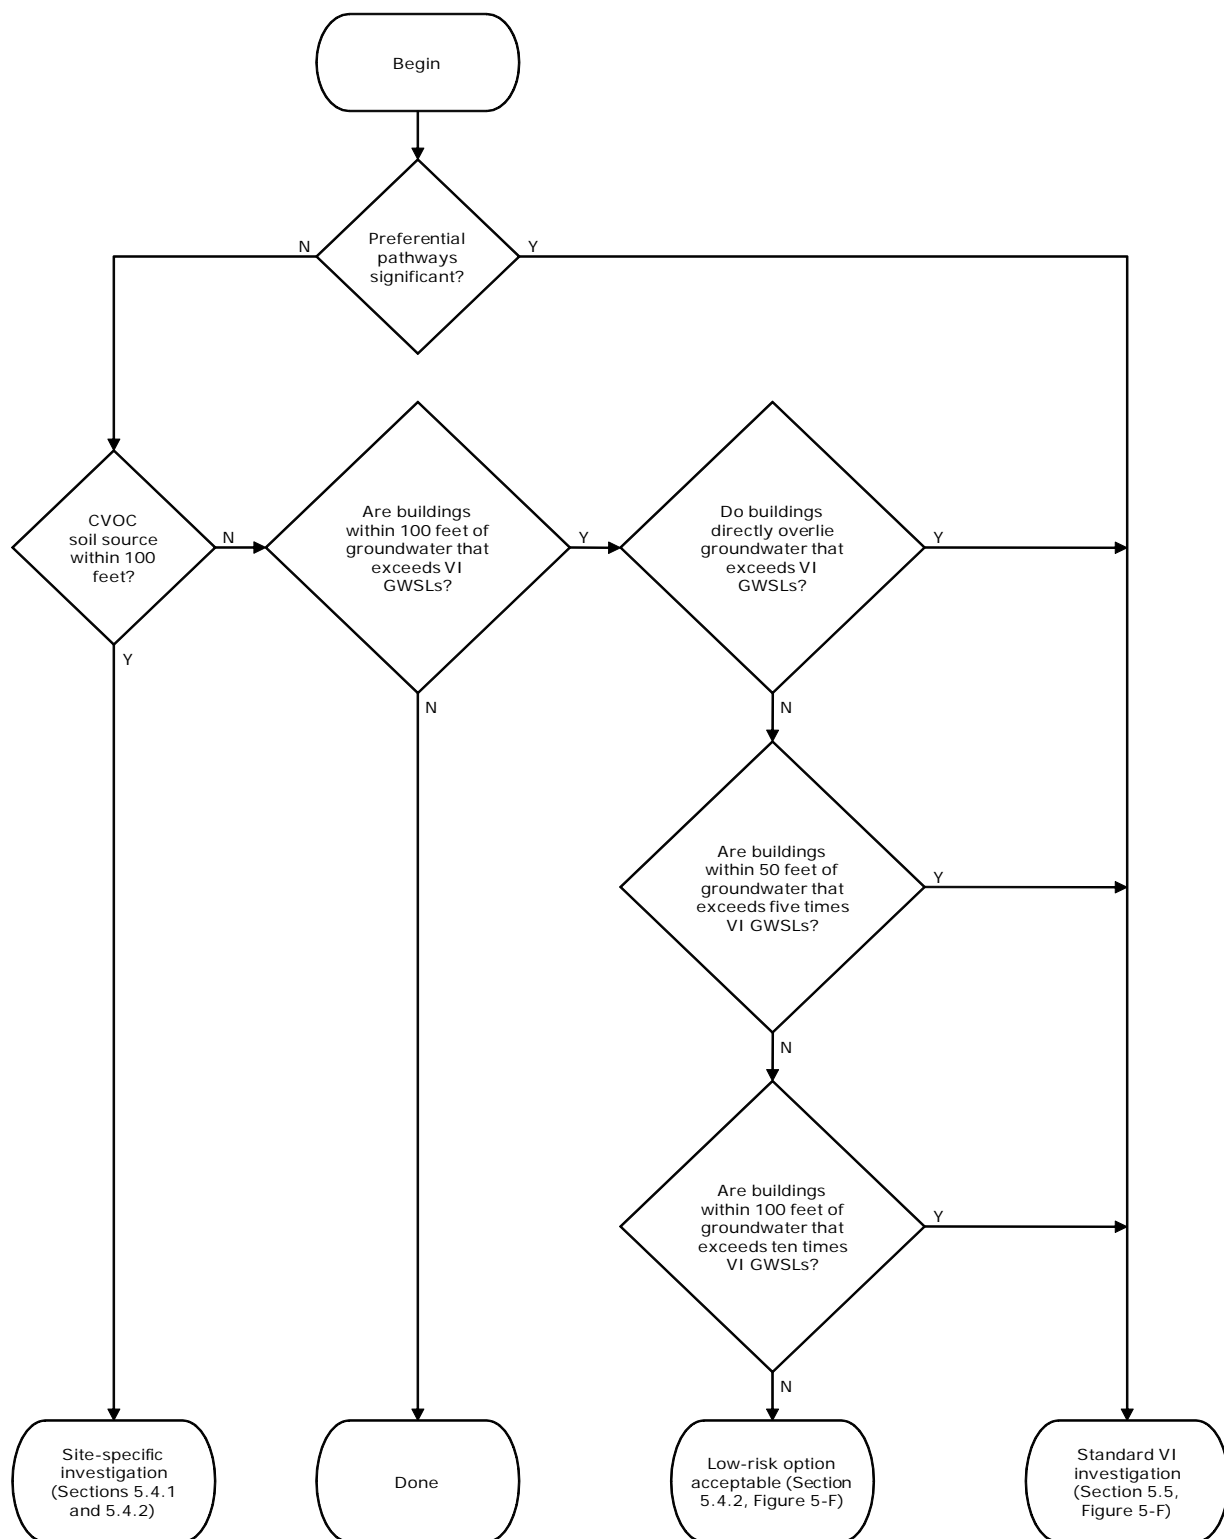 Begin
Preferential
pathways
significant?
N
Y
CVOC
soil source
within 100
feet?
N
Y
Are buildings
within 100 feet of
groundwater that
exceeds VI
GWSLs?
Y
N
Do buildings
directly overlie
groundwater that
exceeds VI
GWSLs?
Y
N
Are buildings
within 50 feet of
groundwater that
exceeds five times
VI GWSLs?
Y
N
Are buildings
within 100 feet of
groundwater that
exceeds ten times
VI GWSLs?
Y
N
Site-specific
investigation
(Sections 5.4.1
and 5.4.2)
Done
Low-risk option
acceptable (Section
5.4.2, Figure 5-F)
Standard VI
investigation
(Section 5.5,
Figure 5-F)